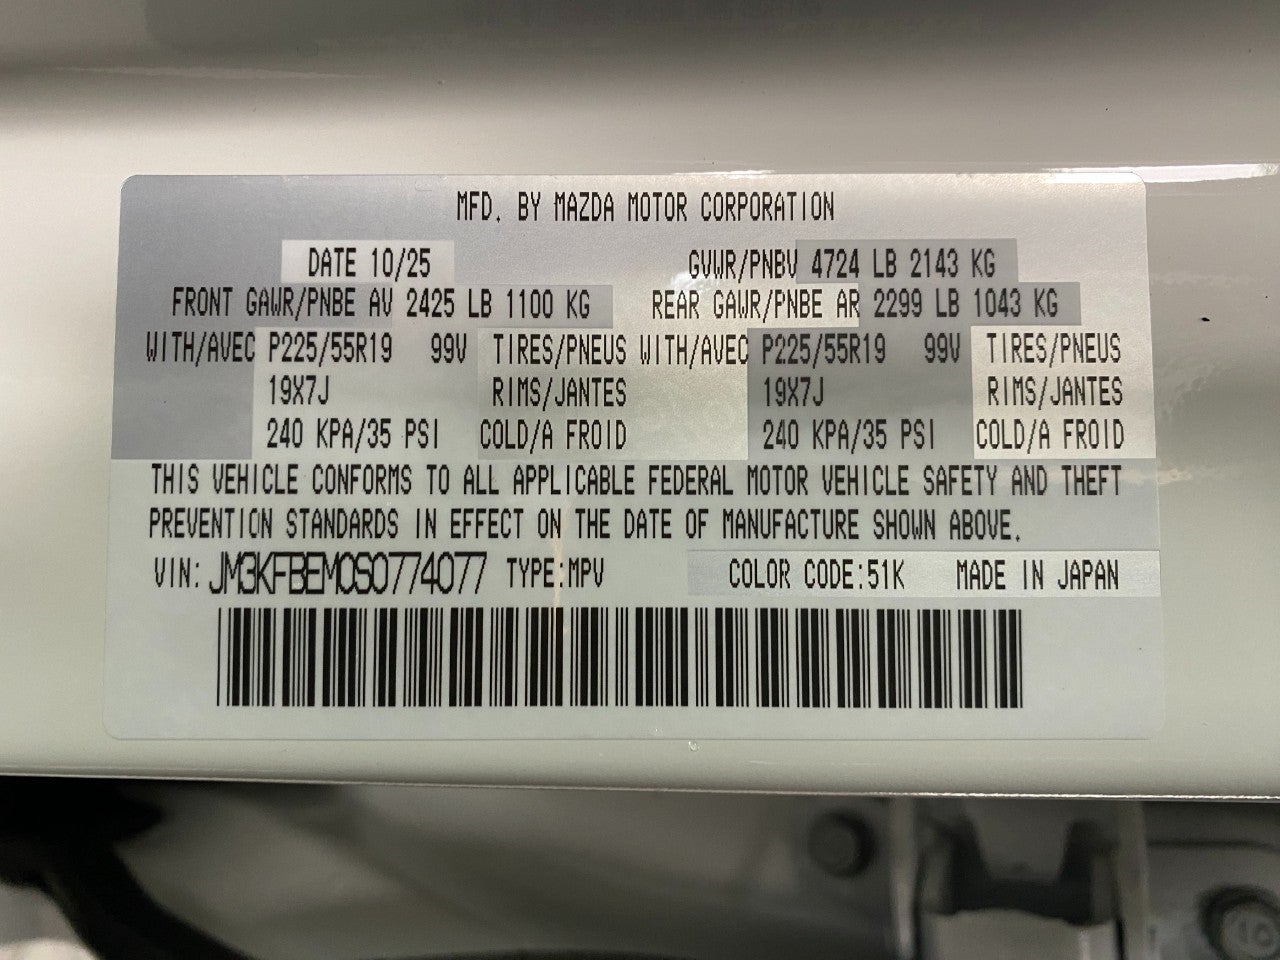 MFD. BY MAZDA MOTOR CORPORATION
DATE 10/25 GVWR/PNBV 4724 LB 2143 KG
FRONT GAWR/PNBE AV 2425 LB 1100 KG REAR GAWR/PNBE AR 2299 LB 1043 KG
WITH/AVEC P225/55R19 99V TIRES/PNEUS WITH/AVEC P225/55R19 99V TIRES/PNEUS
19X7J RIMS/JANTES 19X7J RIMS/JANTES
240 KPA/35 PSI COLD/A FROID 240 KPA/35 PSI COLD/A FROID
THIS VEHICLE CONFORMS TO ALL APPLICABLE FEDERAL MOTOR VEHICLE SAFETY AND THEFT
PREVENTION STANDARDS IN EFFECT ON THE DATE OF MANUFACTURE SHOWN ABOVE.
VIN: JM3KFBEM0S0774077 TYPE:MPV COLOR CODE:51K MADE IN JAPAN